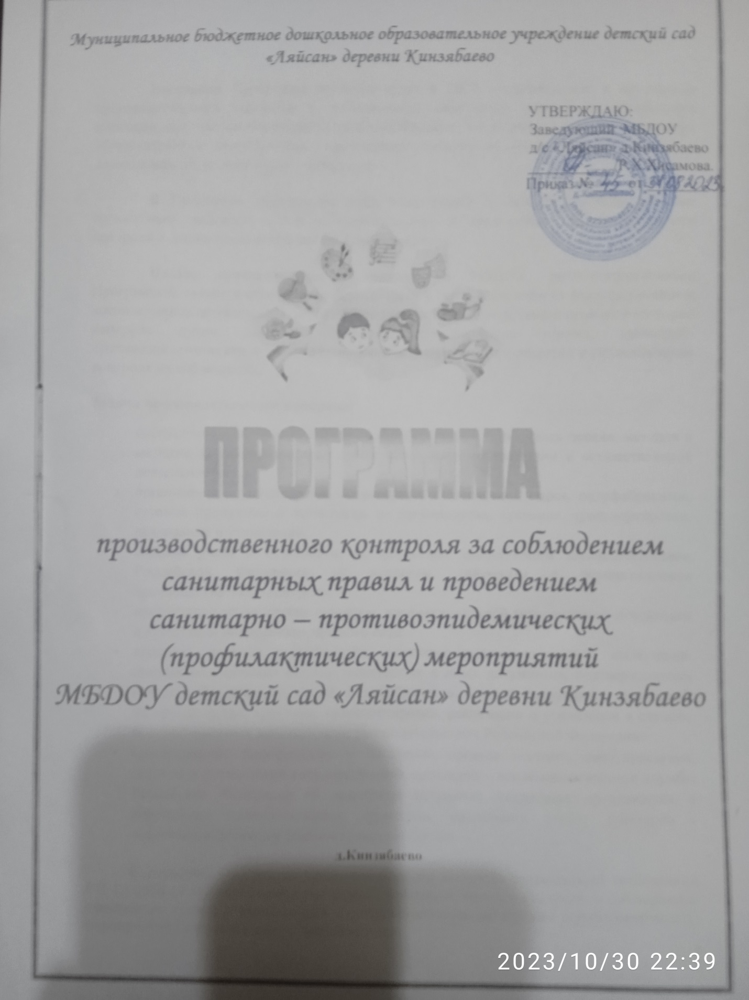 Муниципальное бюджетное дошкольное образовательное учреждение детский сад
«Ляйсан» деревни Кинзябаево
УТВЕРЖДАЮ:
Заведующий МБДОУ
д/с «Ляйсан» д.Кинзябаево
Р.Х.Хисамова.
Приказ № 45 от 31.08.2023
ПРОГРАММА
производственного контроля за соблюдением
санитарных правил и проведением
санитарно – противоэпидемических
(профилактических) мероприятий
МБДОУ детский сад «Ляйсан» деревни Кинзябаево
д.Кинзябаево
2023/10/30 22:39